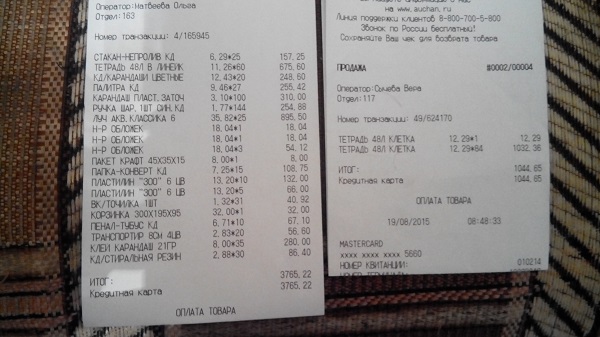 Оператор:Матвеева Ольга
Отдел:163
Номер транзакции: 4/165945
СТАКАН-НЕПРОЛИВ КД 6,29*25 157,25
ТЕТРАДЬ 48Л В ЛИНЕЙК 11,26*60 675,60
КД/КАРАНДАШИ ЦВЕТНЫЕ 12,43*20 248,60
ПАЛИТРА КД 9,46*27 255,42
КАРАНДАШ ПЛАСТ,ЗАТОЧ 3,10*100 310,00
РУЧКА ШАР,1ШТ СИН,КД 1,77*144 254,88
ЛУЧ АКВ,КЛАССИКА 6 35,82*25 895,50
Н-Р ОБЛОЖЕК 18,04*1 18,04
Н-Р ОБЛОЖЕК 18,04*1 18,04
Н-Р ОБЛОЖЕК 18,04*3 54,12
ПАКЕТ КРАФТ 45Х35Х15 8,00*1 8,00
ПАПКА-КОНВЕРТ КД 7,25*15 108,75
ПЛАСТИЛИН "ЗОО" 6 ЦВ 13,20*10 132,00
ПЛАСТИЛИН "ЗОО" 6 ЦВ 13,20*5 66,00
ВК/ТОЧИЛКА 1ШТ 1,32*31 40,92
КОРЗИНКА 300Х195Х95 32,00*1 32,00
ПЕНАЛ-ТУБУС КД 6,71*10 67,10
ТРАНСПОРТИР 8СМ 4ЦВ 2,83*20 56,60
КЛЕЙ КАРАНДАШ 21ГР 8,00*35 280,00
КД/СТИРАЛЬНАЯ РЕЗИН 2,88*30 86,40
ИТОГ: 3765,22
Кредитная карта 3765,22
ОПЛАТА ТОВАРА
на www.auchan.ru
Линия поддержки клиентов 8-800-700-5-800
Звонок по России бесплатный!
Сохраняйте Ваш чек для возврата товара
ПРОДАЖА #0002/00004
Оператор:Сычева Вера
Отдел:117
Номер транзакции: 49/624170
ТЕТРАДЬ 48Л КЛЕТКА 12,29*1 12,29
ТЕТРАДЬ 48Л КЛЕТКА 12,29*84 1032,36
ИТОГ: 1044,65
Кредитная карта 1044,65
ОПЛАТА ТОВАРА
19/08/2015 08:48:33
MASTERCARD
xxxx xxxx xxxx 5660
НОМЕР КВИТАНЦИИ: 010214